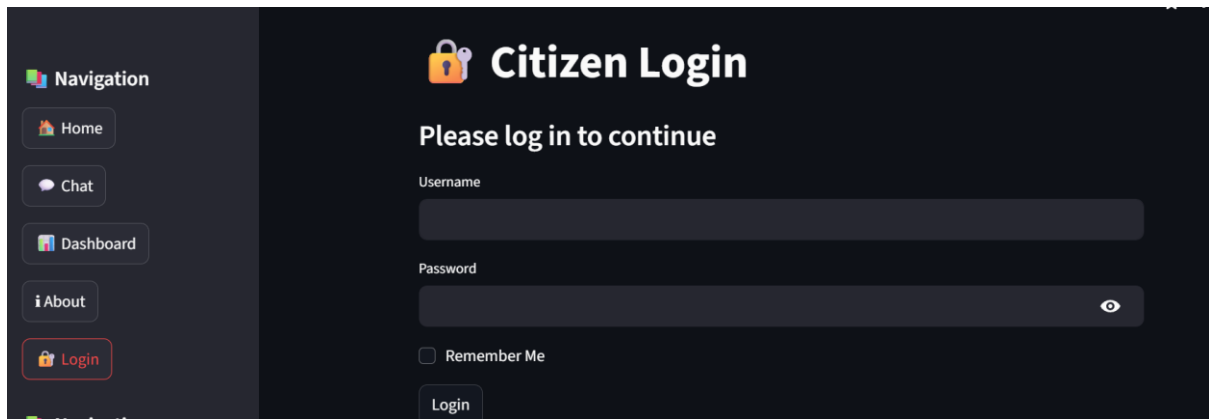 Navigation
Home
Chat
Dashboard
i About
Login
Citizen Login
Please log in to continue
Username
Password
Remember Me
Login